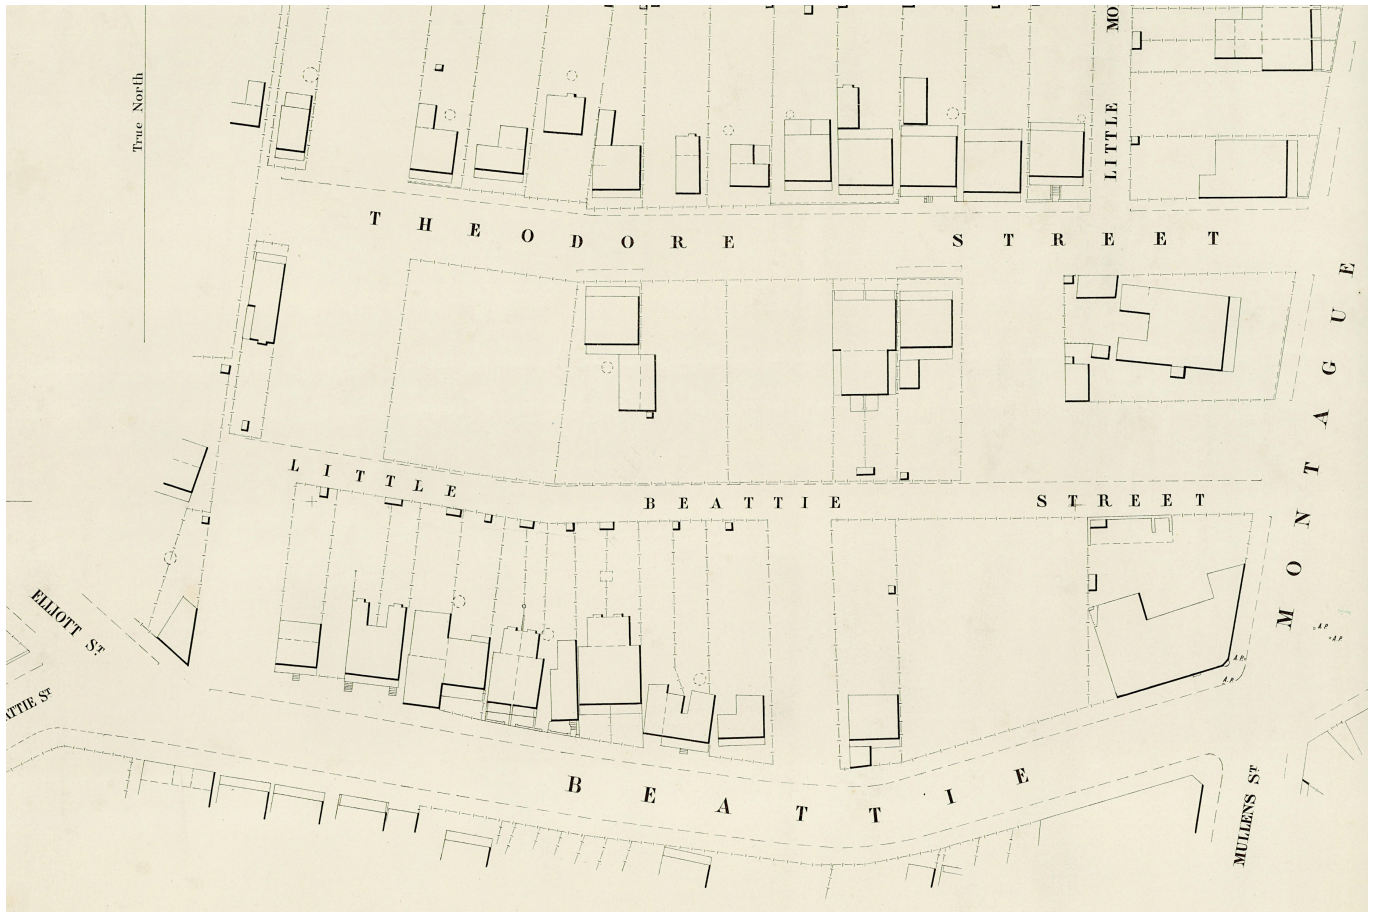 True North
LITTLE MO
THEODORE STREET
MONTAGUE
LITTLE BEATTIE STREET
ELLIOTT ST
ATTIE ST
A.P.
A.P.
A.P.
A.P.
BEATTIE
MULLENS ST